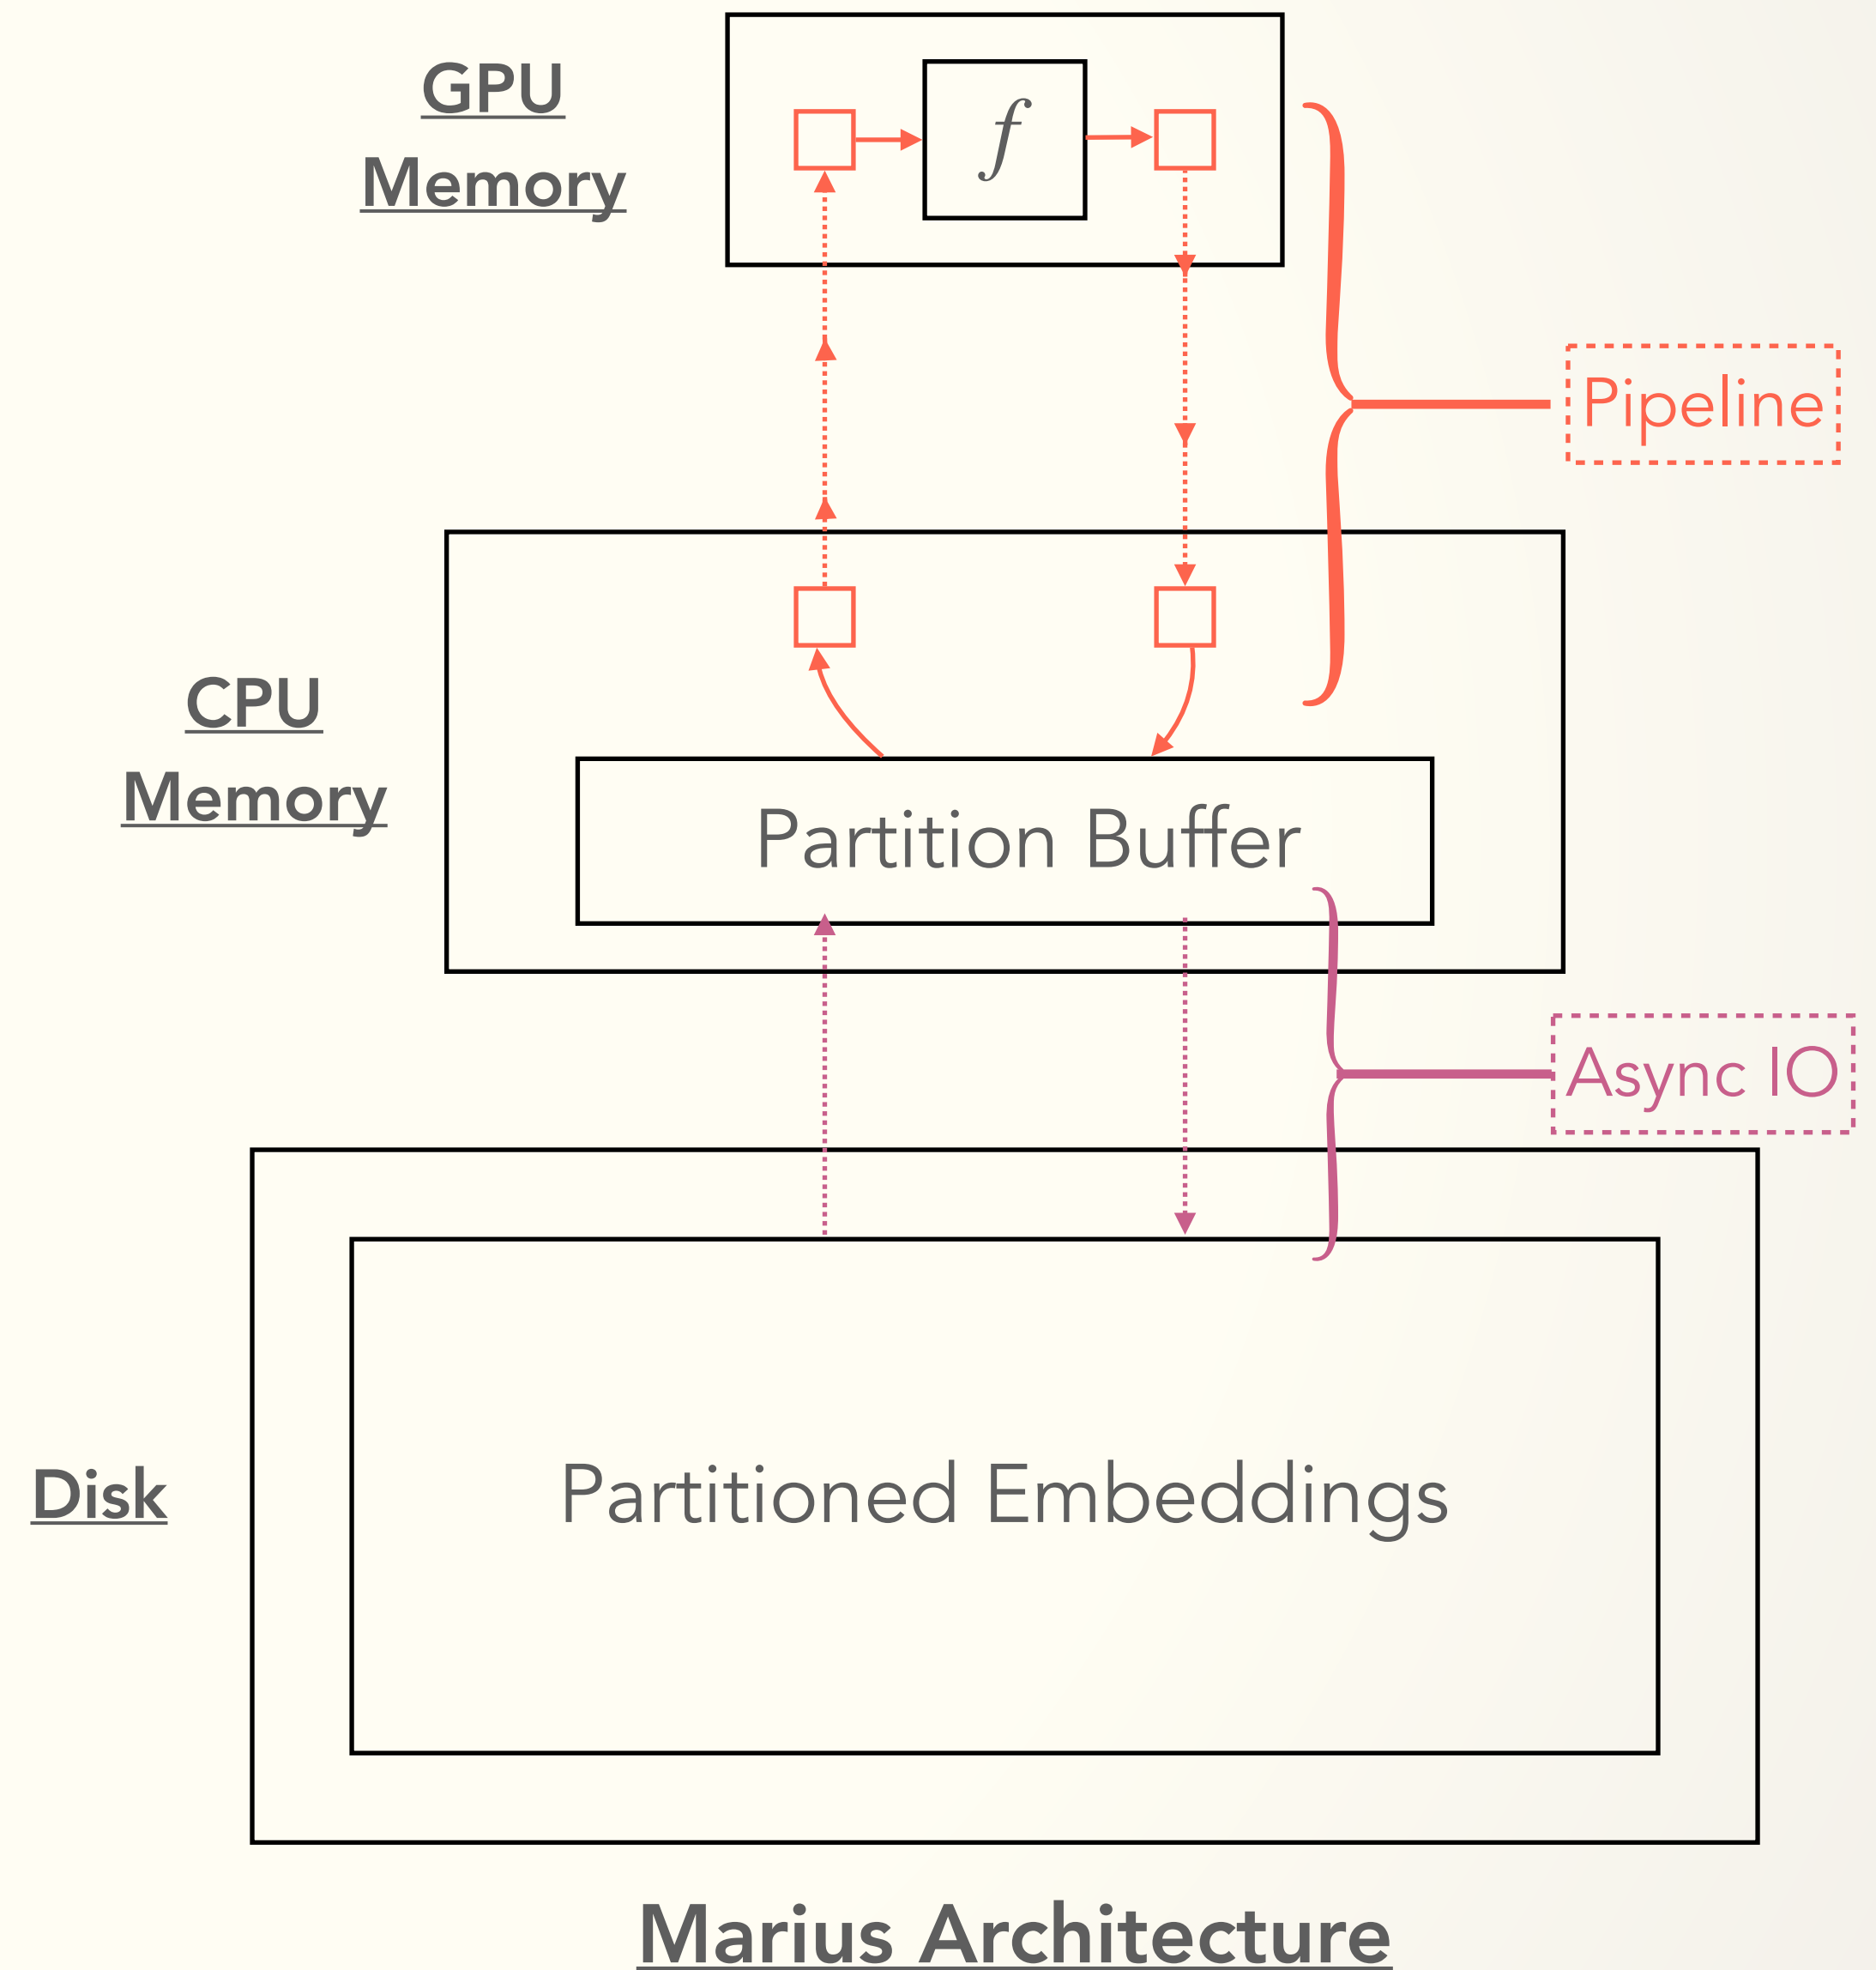 GPU
Memory
f
Pipeline
CPU
Memory
Partition Buffer
Async IO
Disk
Partitioned Embeddings
Marius Architecture